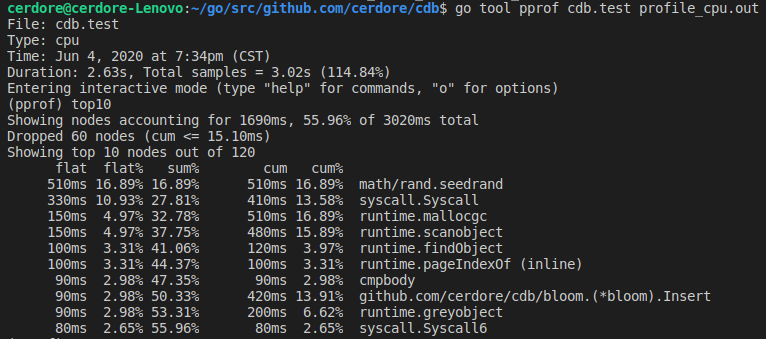 cerdore@cerdore-Lenovo:~/go/src/github.com/cerdore/cdb$ go tool pprof cdb.test profile_cpu.out
File: cdb.test
Type: cpu
Time: Jun 4, 2020 at 7:34pm (CST)
Duration: 2.63s, Total samples = 3.02s (114.84%)
Entering interactive mode (type "help" for commands, "o" for options)
(pprof) top10
Showing nodes accounting for 1690ms, 55.96% of 3020ms total
Dropped 60 nodes (cum <= 15.10ms)
Showing top 10 nodes out of 120
      flat  flat%   sum%        cum   cum%
     510ms 16.89% 16.89%      510ms 16.89%  math/rand.seedrand
     330ms 10.93% 27.81%      410ms 13.58%  syscall.Syscall
     150ms  4.97% 32.78%      510ms 16.89%  runtime.mallocgc
     150ms  4.97% 37.75%      480ms 15.89%  runtime.scanobject
     100ms  3.31% 41.06%      120ms  3.97%  runtime.findObject
     100ms  3.31% 44.37%      100ms  3.31%  runtime.pageIndexOf (inline)
      90ms  2.98% 47.35%       90ms  2.98%  cmpbody
      90ms  2.98% 50.33%      420ms 13.91%  github.com/cerdore/cdb/bloom.(*bloom).Insert
      90ms  2.98% 53.31%      200ms  6.62%  runtime.greyobject
      80ms  2.65% 55.96%       80ms  2.65%  syscall.Syscall6